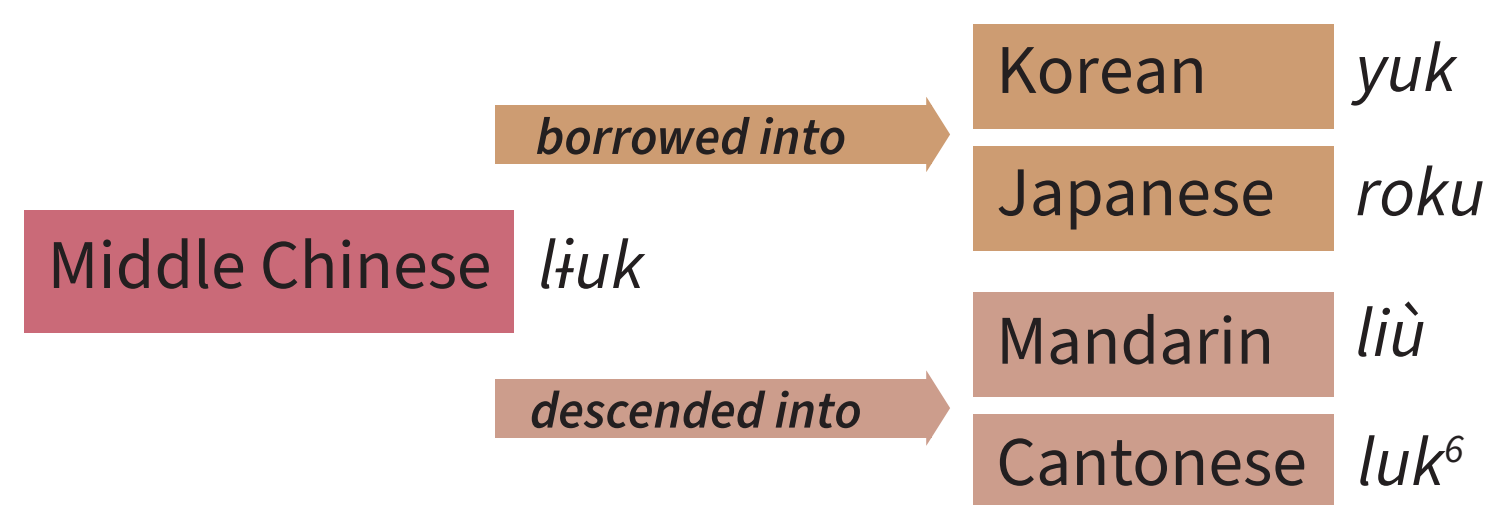 Korean yuk
borrowed into
Japanese roku
Middle Chinese lɨuk
Mandarin liù
descended into
Cantonese luk⁶